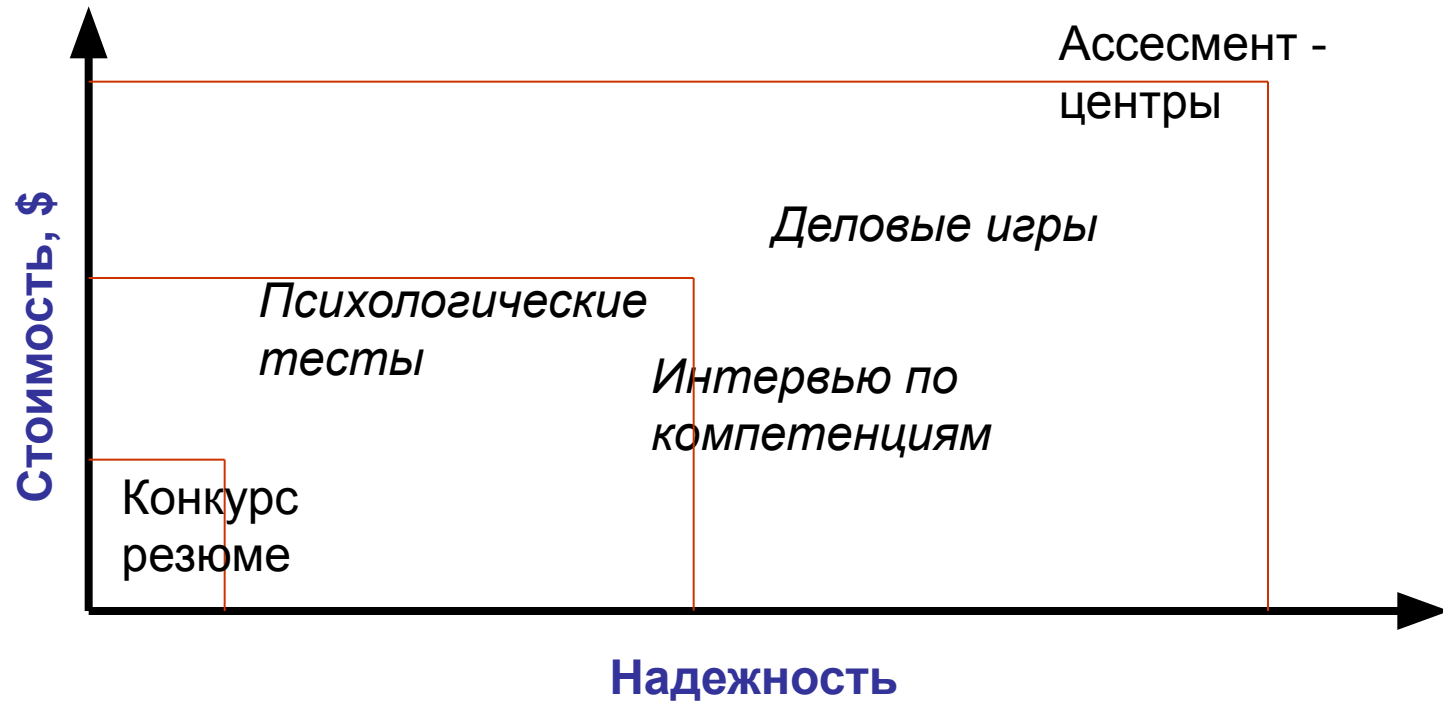 Ассесмент -
центры
Стоимость, $
Деловые игры
Психологические
тесты
Интервью по
компетенциям
Конкурс
резюме
Надежность